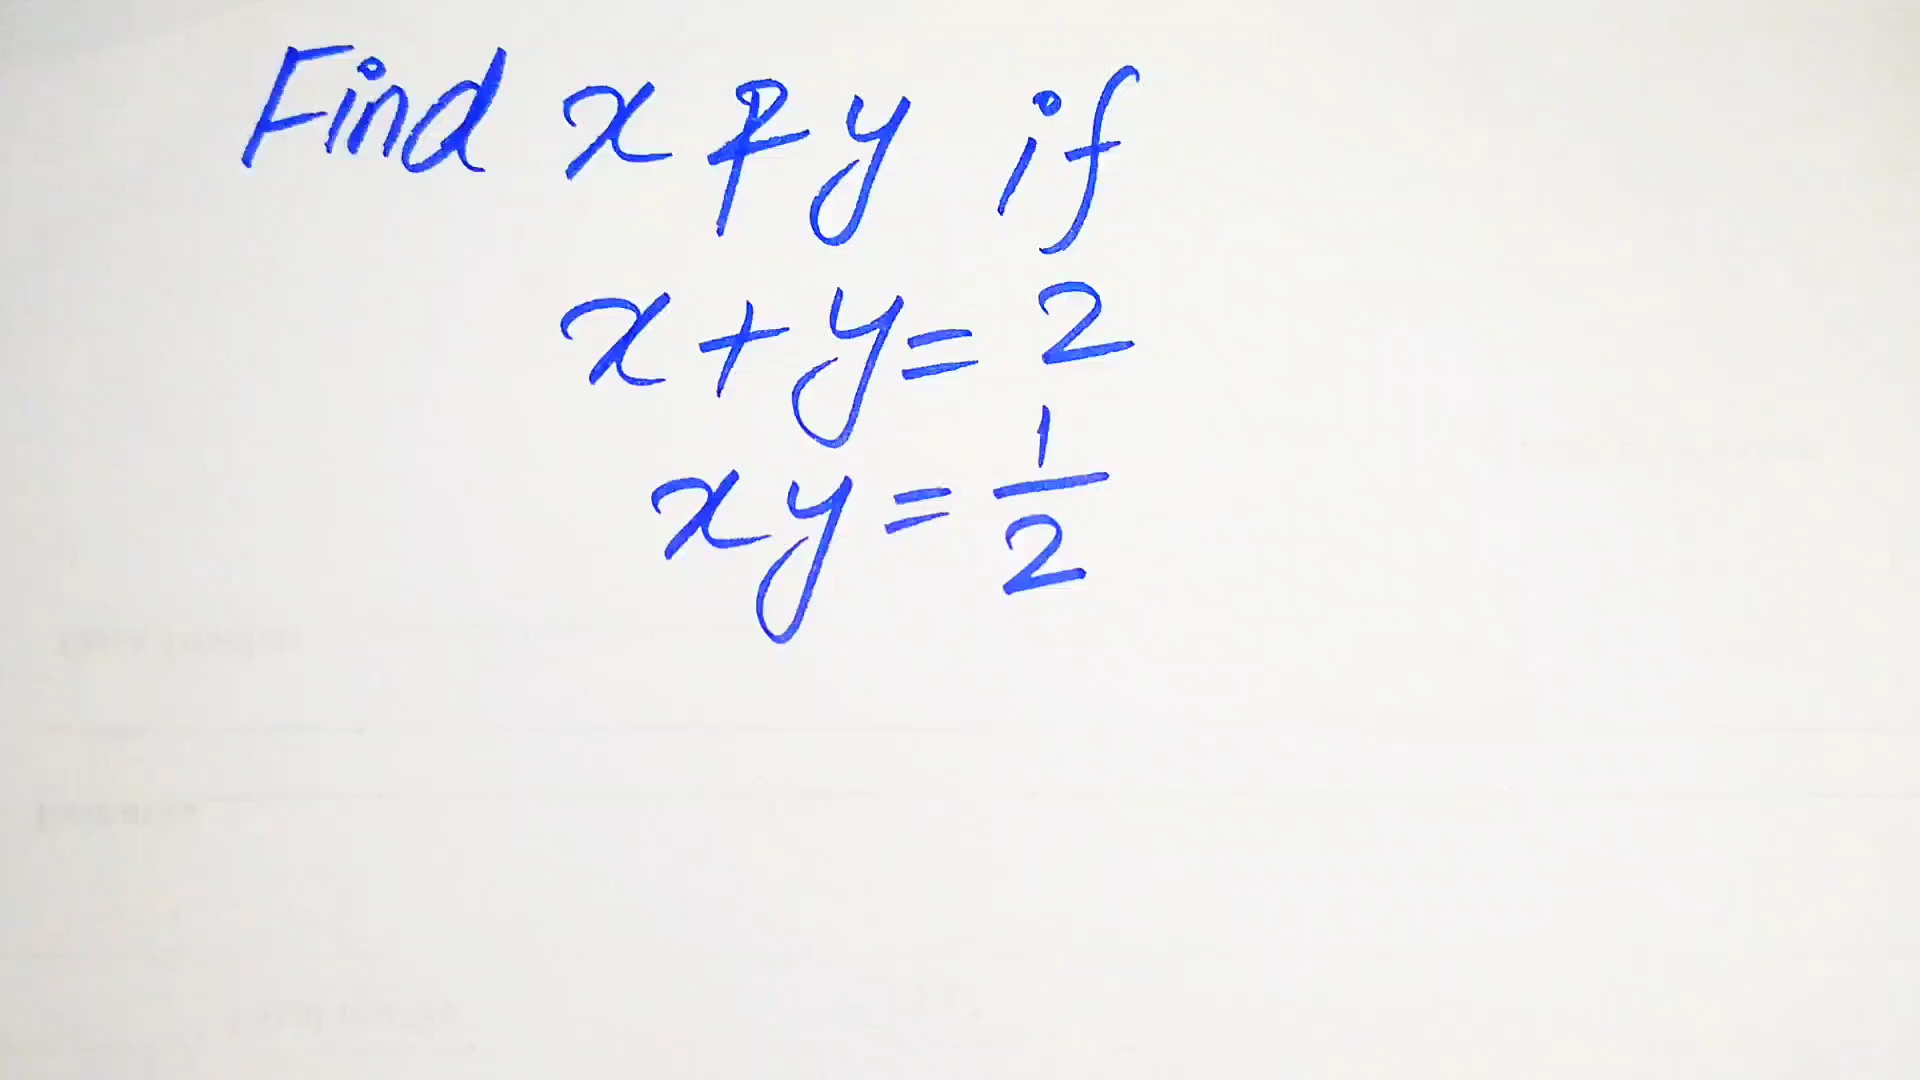 Find x & y if
x + y = 2
xy = 1/2